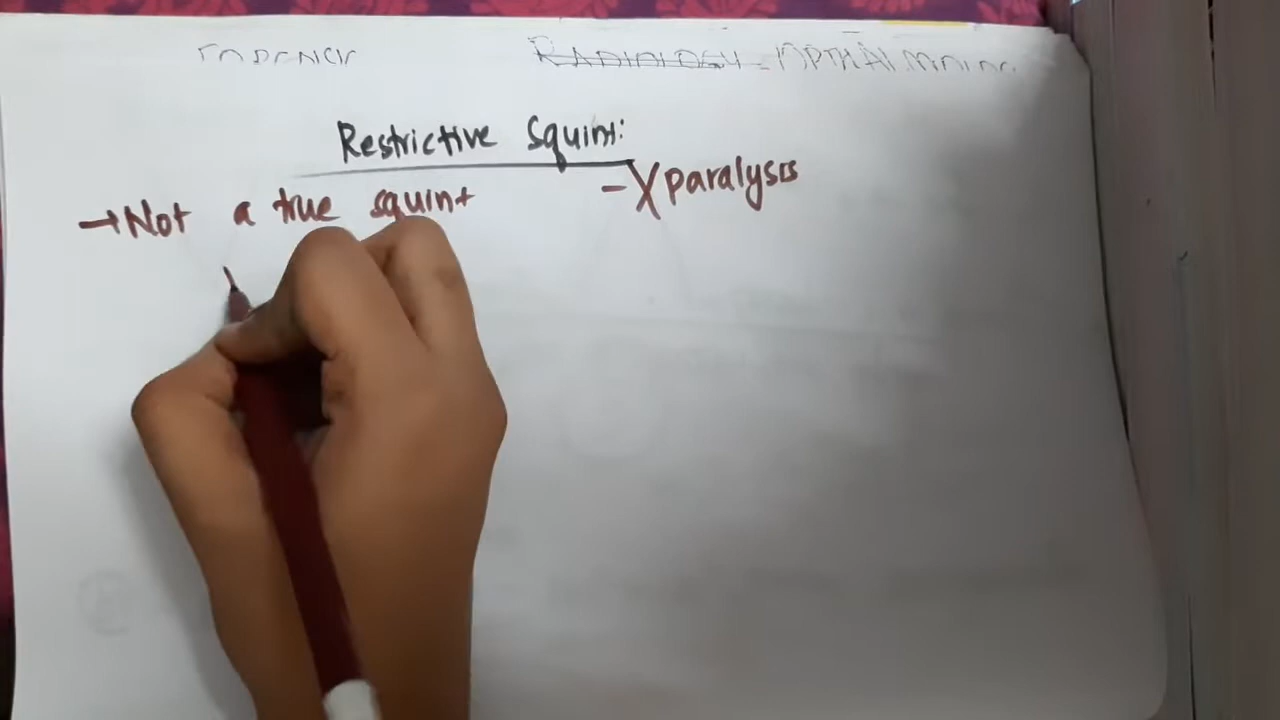 Restrictive Squint:
→Not a true squint
- X paralysis